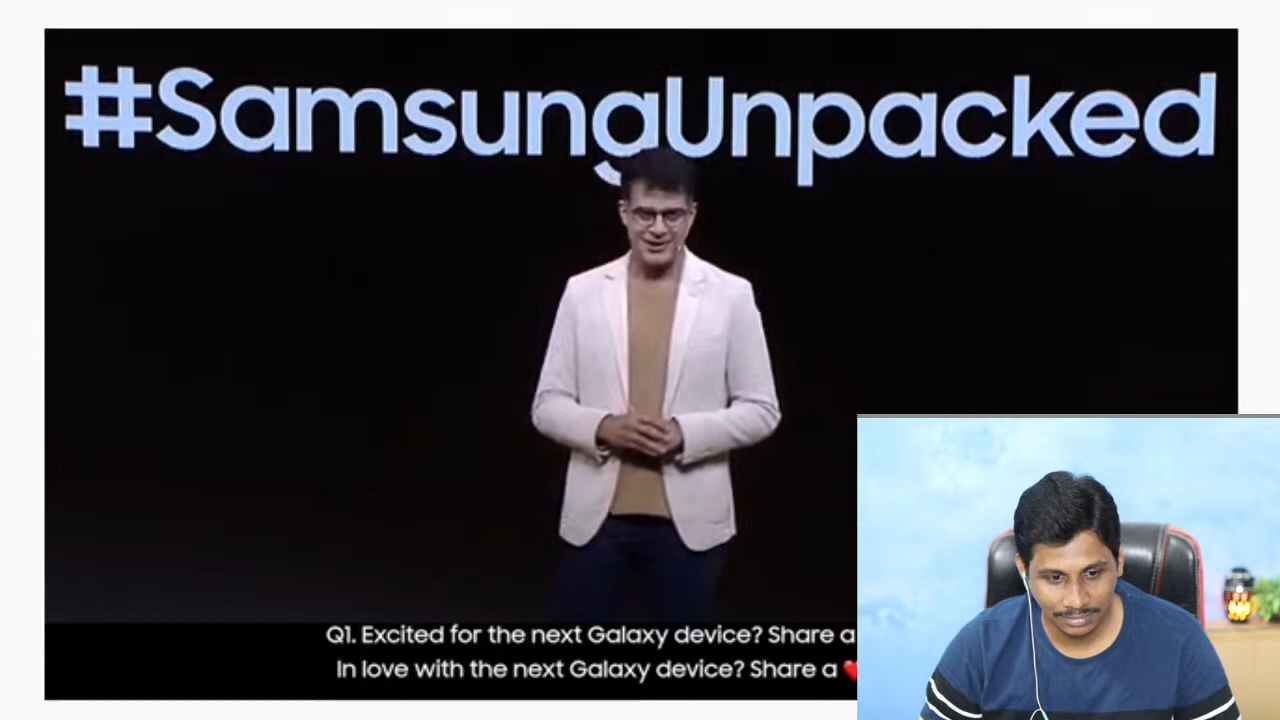 #SamsungUnpacked
Q1. Excited for the next Galaxy device? Share a
In love with the next Galaxy device? Share a ❤️